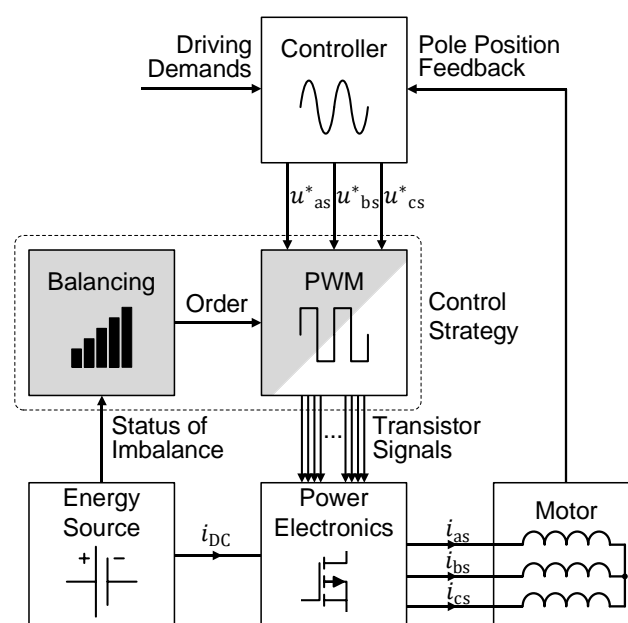 Driving
Demands
Controller
Pole Position
Feedback
u*as u*bs u*cs
Balancing
Order
PWM
Control
Strategy
Status of
Imbalance
...
Transistor
Signals
Energy
Source
+ −
iDC
Power
Electronics
ias
ibs
ics
Motor